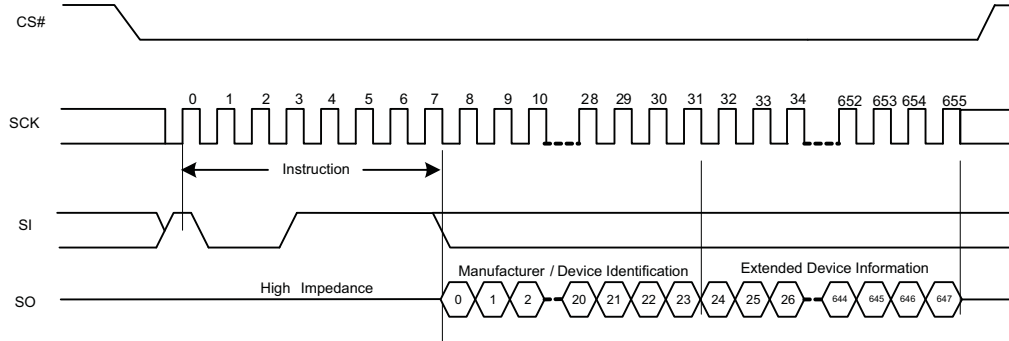 CS#
0 1 2 3 4 5 6 7 8 9 10 28 29 30 31 32 33 34 652 653 654 655
SCK
Instruction
SI
Manufacturer / Device Identification Extended Device Information
High Impedance
SO 0 1 2 20 21 22 23 24 25 26 644 645 646 647